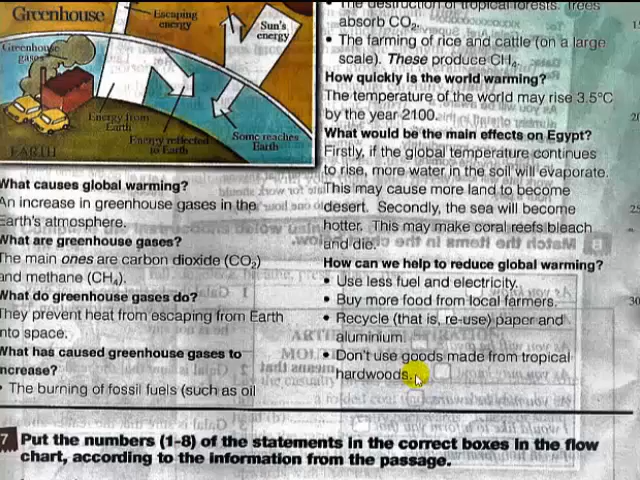 Greenhouse
Escaping
energy
Sun's
energy
Greenhouse
gases
Energy from
Earth
Energy reflected
to Earth
Some reaches
Earth
EARTH
What causes global warming?
An increase in greenhouse gases in the
Earth's atmosphere.
What are greenhouse gases?
The main ones are carbon dioxide (CO2)
and methane (CH4).
What do greenhouse gases do?
They prevent heat from escaping from Earth
into space.
What has caused greenhouse gases to
increase?
• The burning of fossil fuels (such as oil
The destruction of tropical forests. trees
absorb CO2.
• The farming of rice and cattle (on a large
scale). These produce CH4.
How quickly is the world warming?
The temperature of the world may rise 3.5°C
by the year 2100.
What would be the main effects on Egypt?
Firstly, if the global temperature continues
to rise, more water in the soil will evaporate.
This may cause more land to become
desert. Secondly, the sea will become
hotter. This may make coral reefs bleach
and die.
How can we help to reduce global warming?
• Use less fuel and electricity.
• Buy more food from local farmers.
• Recycle (that is, re-use) paper and
aluminium.
• Don't use goods made from tropical
hardwoods.
7 Put the numbers (1-8) of the statements in the correct boxes in the flow
chart, according to the information from the passage.